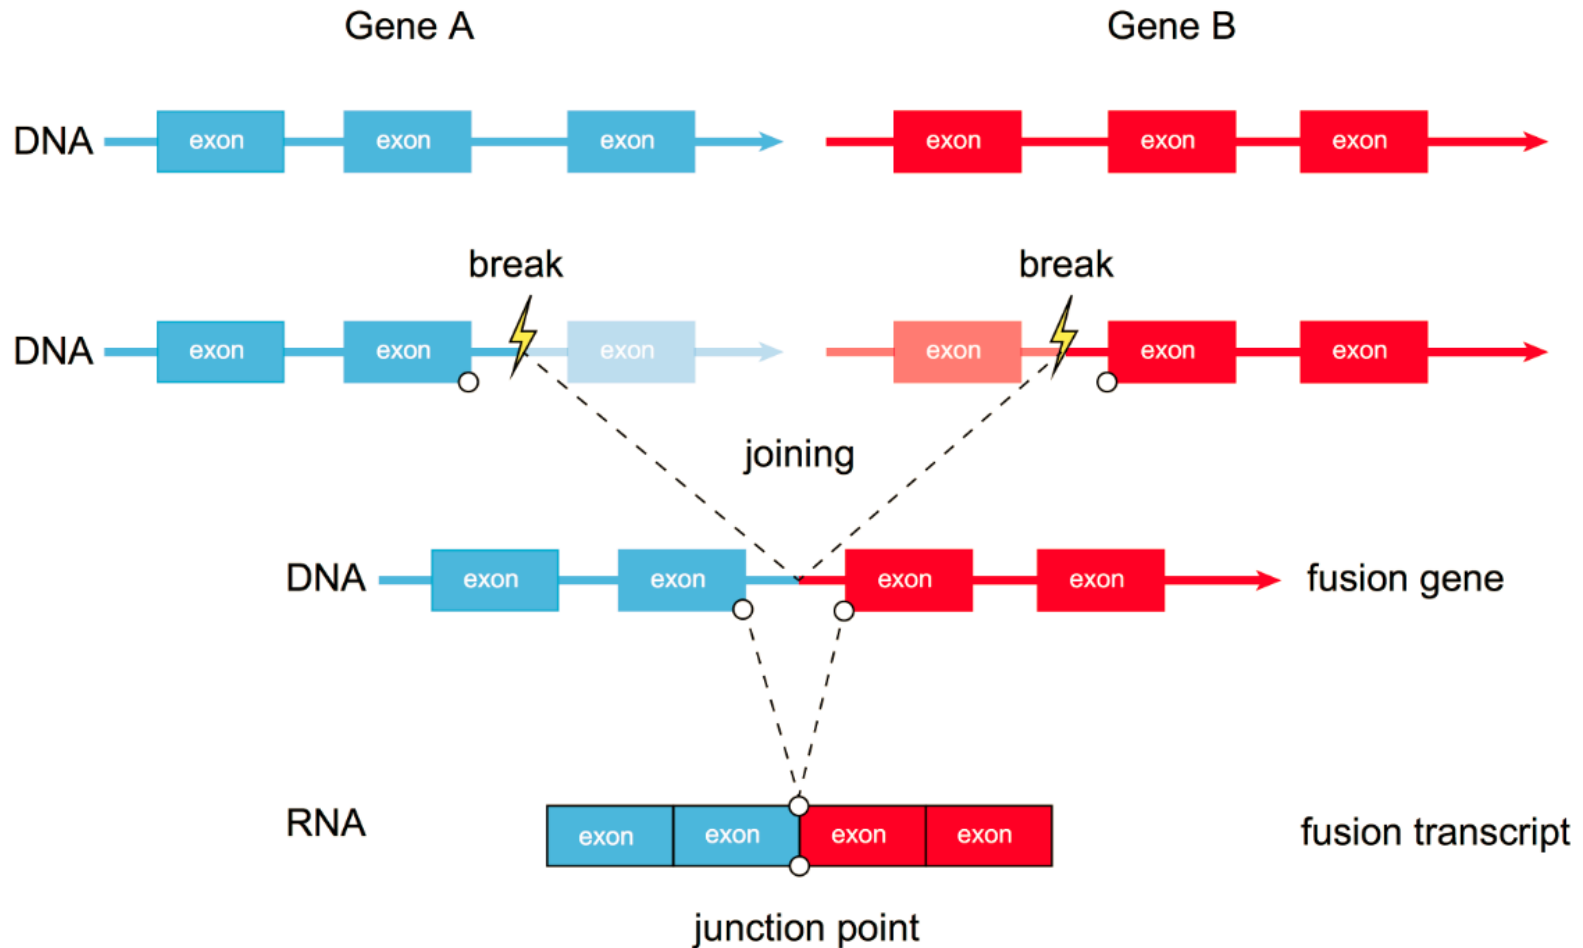 Gene A Gene B
DNA exon exon exon exon exon exon
break break
DNA exon exon exon exon exon exon
joining
DNA exon exon exon exon fusion gene
RNA exon exon exon exon fusion transcript
junction point